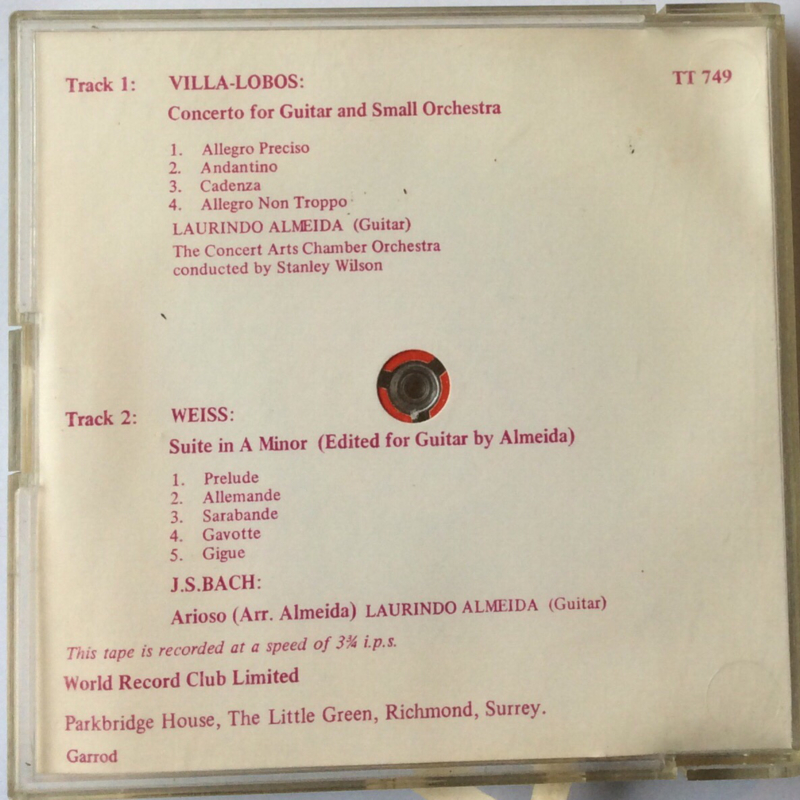 Track 1: VILLA-LOBOS: TT 749
Concerto for Guitar and Small Orchestra
1. Allegro Preciso
2. Andantino
3. Cadenza
4. Allegro Non Troppo
LAURINDO ALMEIDA (Guitar)
The Concert Arts Chamber Orchestra
conducted by Stanley Wilson
Track 2: WEISS:
Suite in A Minor (Edited for Guitar by Almeida)
1. Prelude
2. Allemande
3. Sarabande
4. Gavotte
5. Gigue
J.S.BACH:
Arioso (Arr. Almeida) LAURINDO ALMEIDA (Guitar)
This tape is recorded at a speed of 3¾ i.p.s.
World Record Club Limited
Parkbridge House, The Little Green, Richmond, Surrey.
Garrod